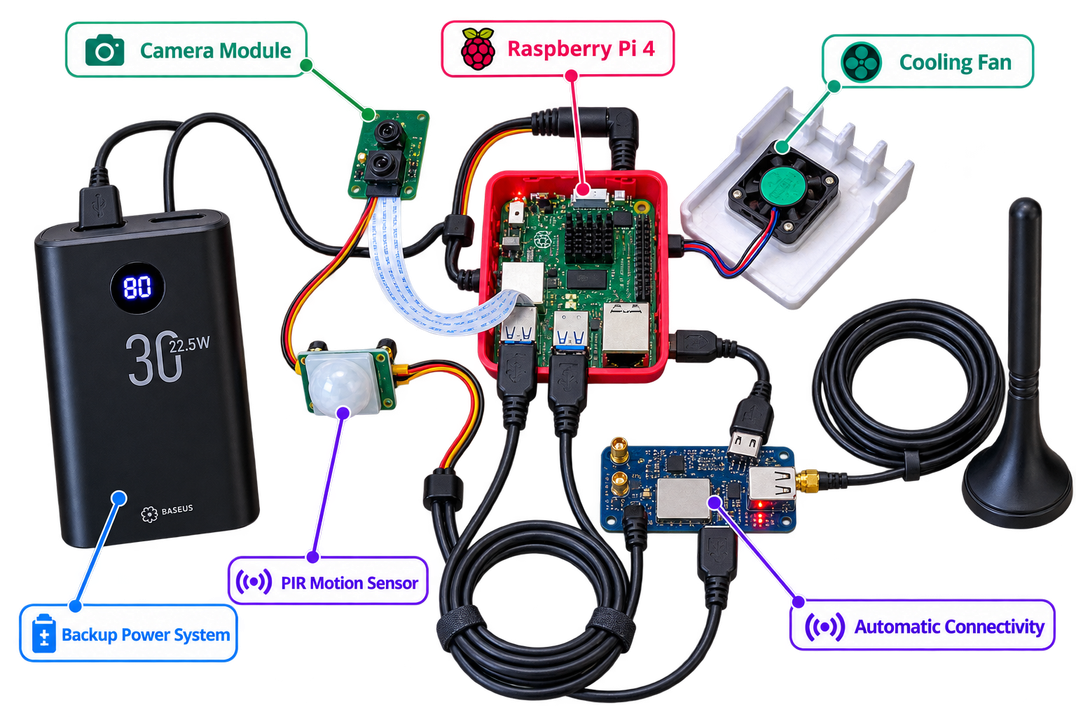 Camera Module
Raspberry Pi 4
Cooling Fan
80
30 22.5W
BASEUS
PIR Motion Sensor
Backup Power System
Automatic Connectivity